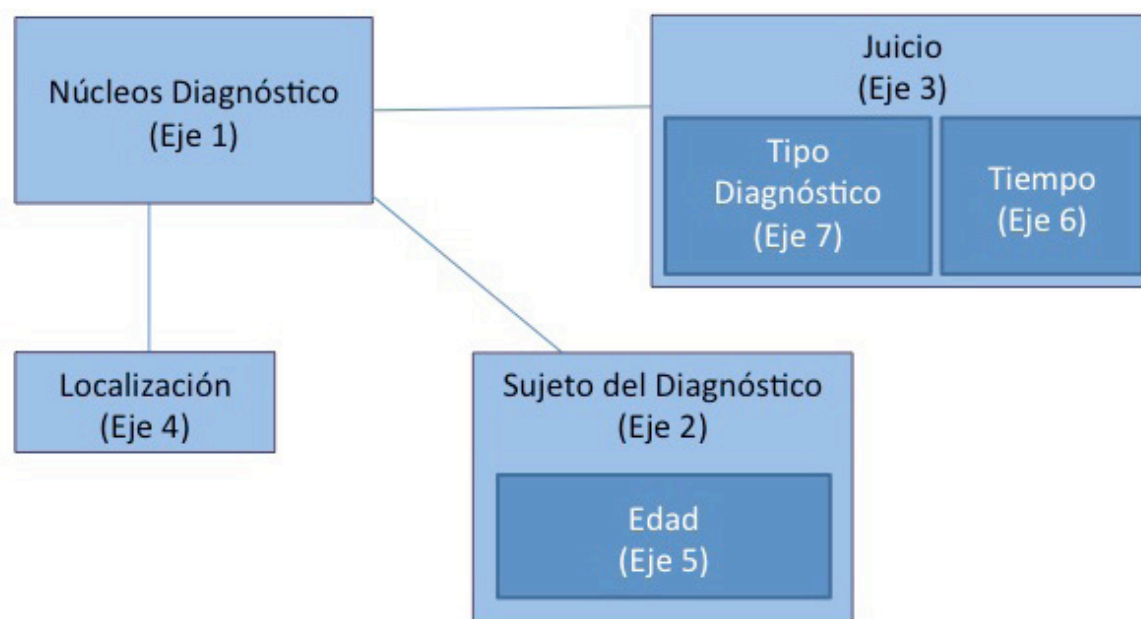 Núcleos Diagnóstico
(Eje 1)
Juicio
(Eje 3)
Tipo
Diagnóstico
(Eje 7)
Tiempo
(Eje 6)
Localización
(Eje 4)
Sujeto del Diagnóstico
(Eje 2)
Edad
(Eje 5)